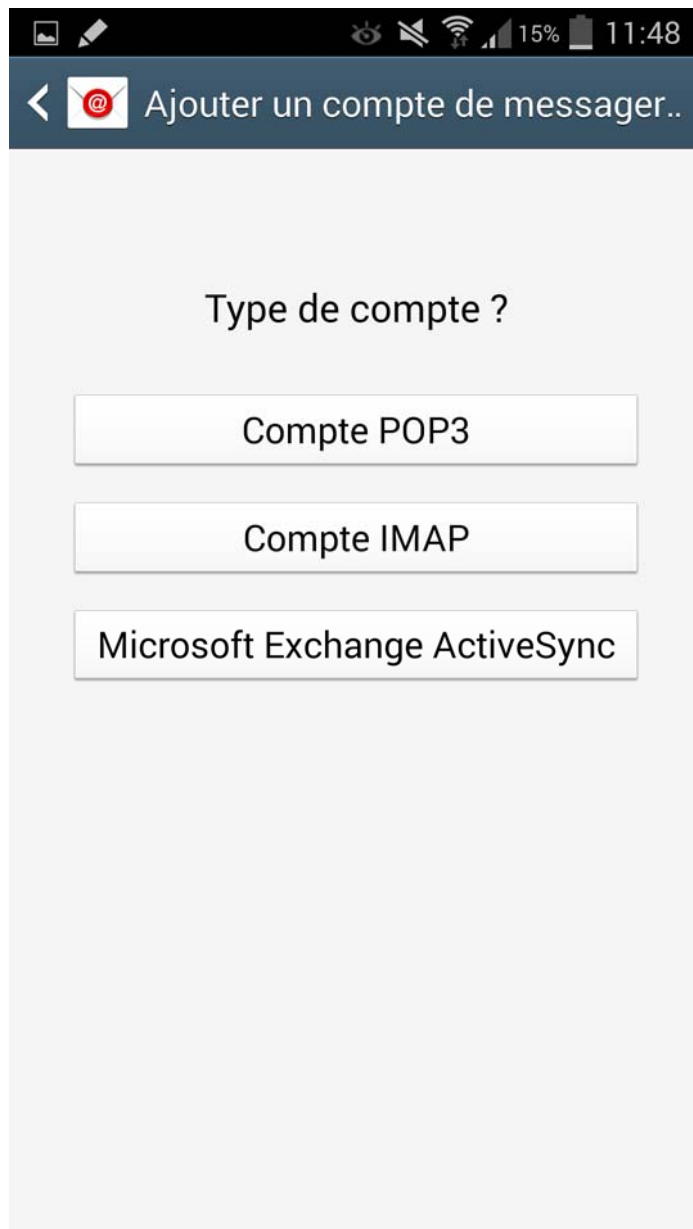 15% 11:48
@ Ajouter un compte de messager..
Type de compte ?
Compte POP3
Compte IMAP
Microsoft Exchange ActiveSync